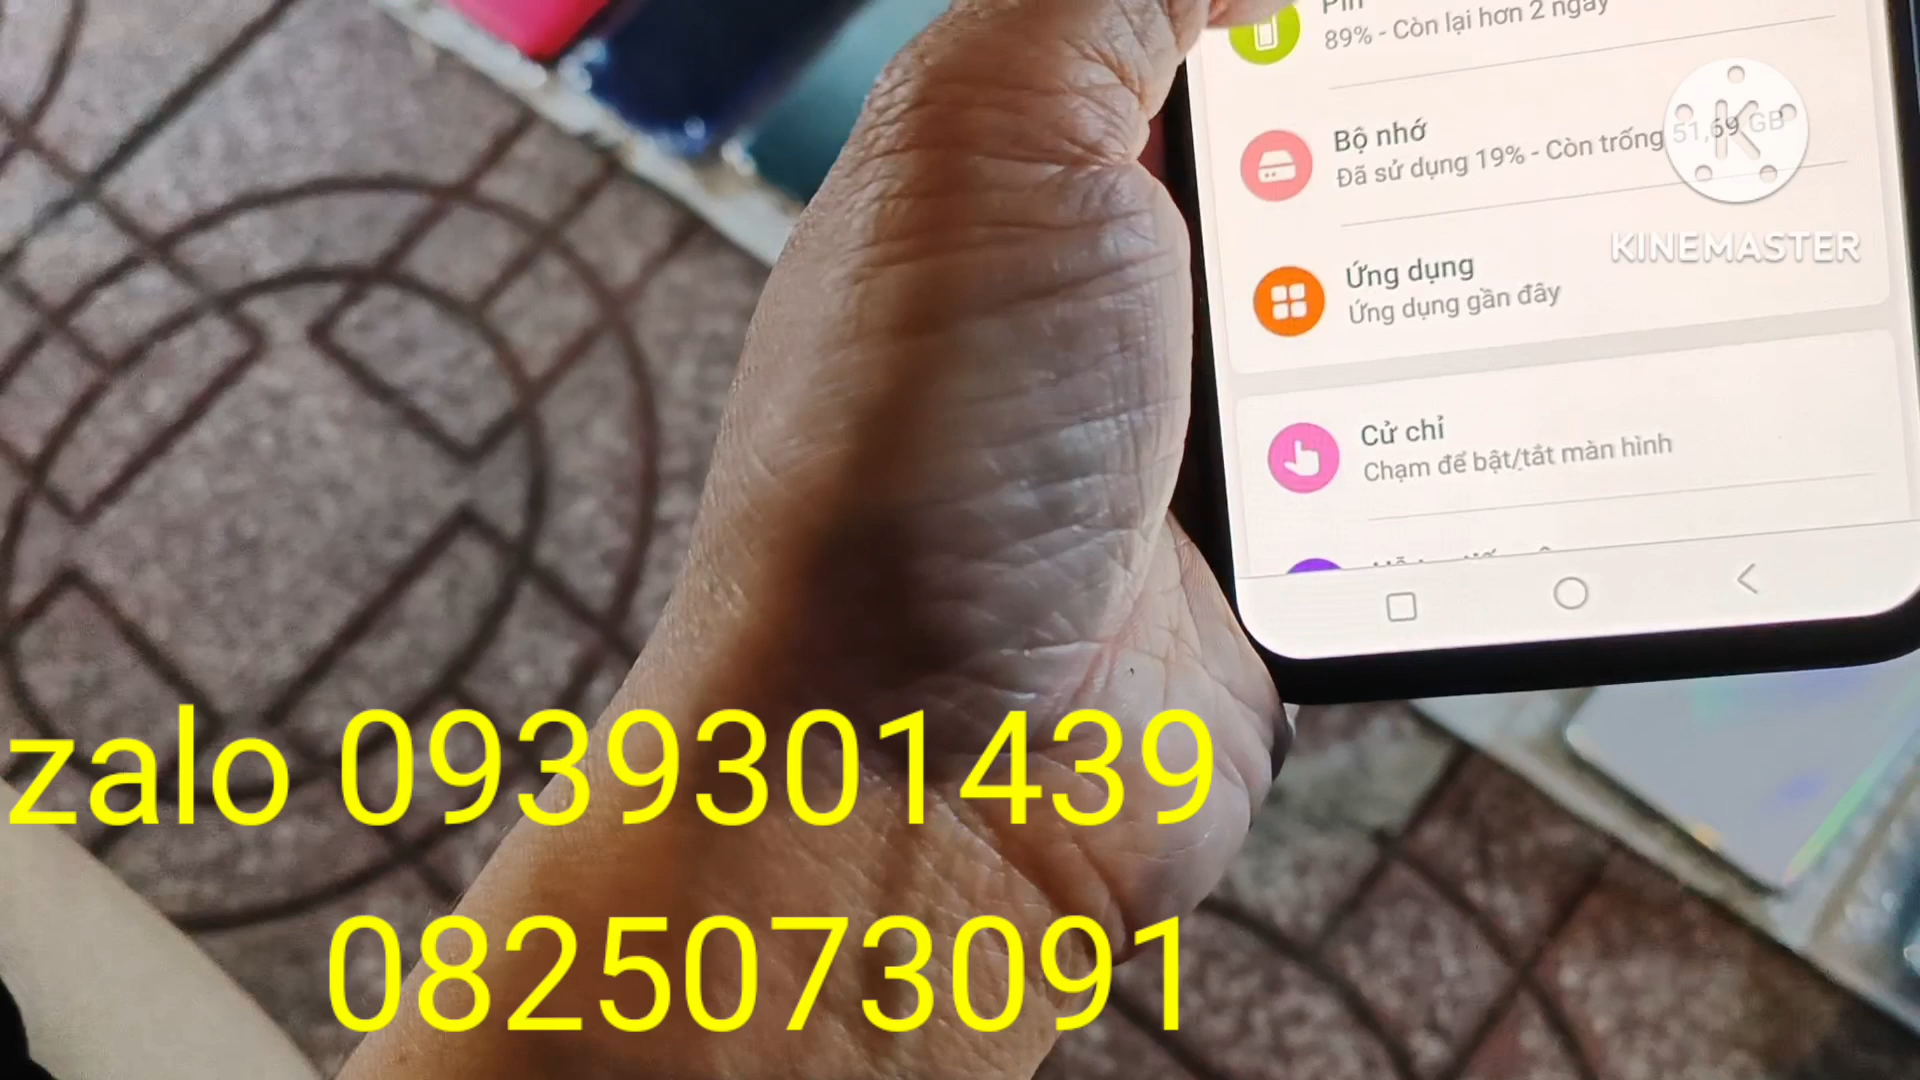 Pin
89% - Còn lại hơn 2 ngày
Bộ nhớ
Đã sử dụng 19% - Còn trống 51,69 GB
K
KINEMASTER
Ứng dụng
Ứng dụng gần đây
Cử chỉ
Chạm để bật/tắt màn hình
zalo 0939301439
0825073091